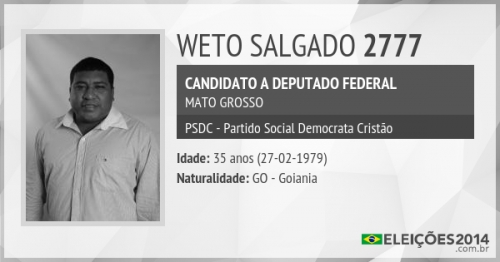 WETO SALGADO 2777
CANDIDATO A DEPUTADO FEDERAL
MATO GROSSO
PSDC - Partido Social Democrata Cristão
Idade: 35 anos (27-02-1979)
Naturalidade: GO - Goiania
ELEIÇÕES2014
.com.br